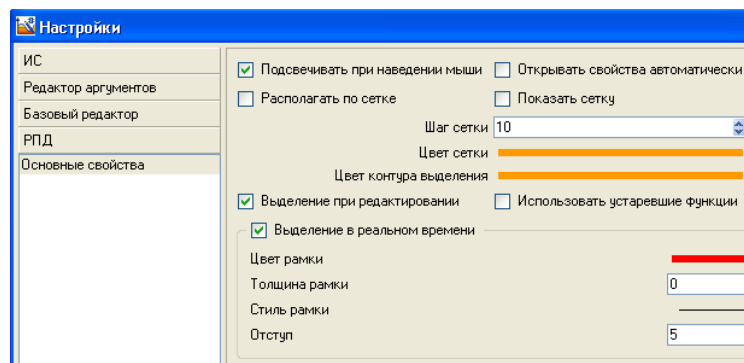 Настройки
ИС
Редактор аргументов
Базовый редактор
РПД
Основные свойства
Подсвечивать при наведении мыши Открывать свойства автоматически
Располагать по сетке Показать сетку
Шаг сетки 10
Цвет сетки
Цвет контура выделения
Выделение при редактировании Использовать устаревшие функции
Выделение в реальном времени
Цвет рамки
Толщина рамки 0
Стиль рамки
Отступ 5